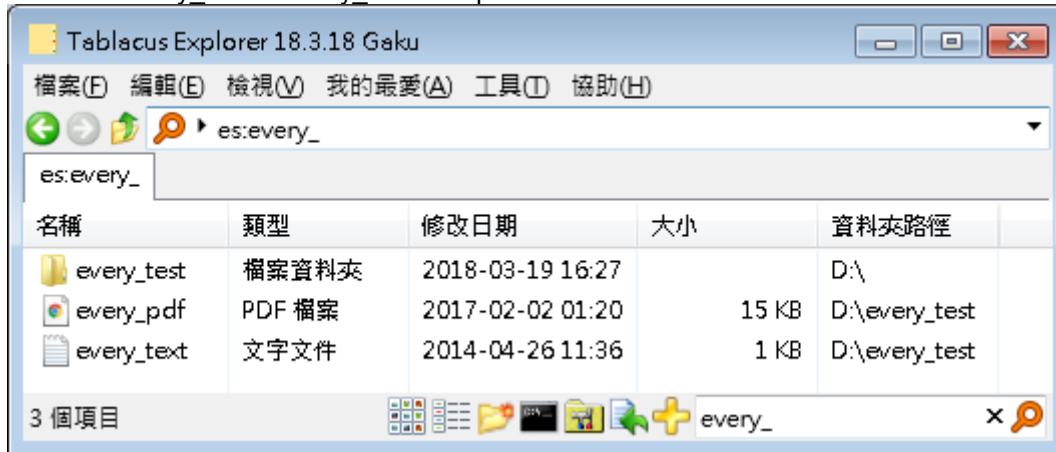 Tablacus Explorer 18.3.18 Gaku
檔案(F) 編輯(E) 檢視(V) 我的最愛(A) 工具(T) 協助(H)
es:every_
es:every_
名稱 類型 修改日期 大小 資料夾路徑
every_test 檔案資料夾 2018-03-19 16:27 D:\
every_pdf PDF 檔案 2017-02-02 01:20 15 KB D:\every_test
every_text 文字文件 2014-04-26 11:36 1 KB D:\every_test
3 個項目 every_